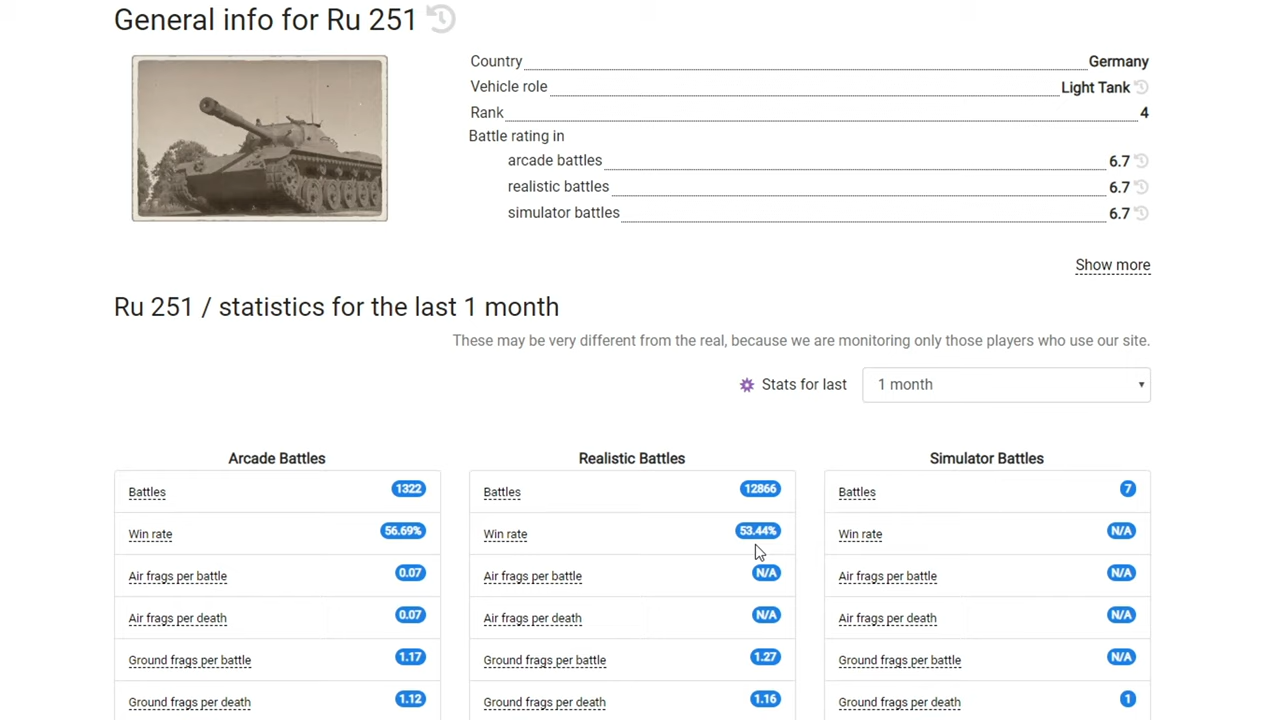 General info for Ru 251
Country Germany
Vehicle role Light Tank
Rank 4
Battle rating in
arcade battles 6.7
realistic battles 6.7
simulator battles 6.7
Show more
Ru 251 / statistics for the last 1 month
These may be very different from the real, because we are monitoring only those players who use our site.
Stats for last 1 month
Arcade Battles
Battles 1322
Win rate 56.69%
Air frags per battle 0.07
Air frags per death 0.07
Ground frags per battle 1.17
Ground frags per death 1.12
Realistic Battles
Battles 12866
Win rate 53.44%
Air frags per battle N/A
Air frags per death N/A
Ground frags per battle 1.27
Ground frags per death 1.16
Simulator Battles
Battles 7
Win rate N/A
Air frags per battle N/A
Air frags per death N/A
Ground frags per battle N/A
Ground frags per death 1